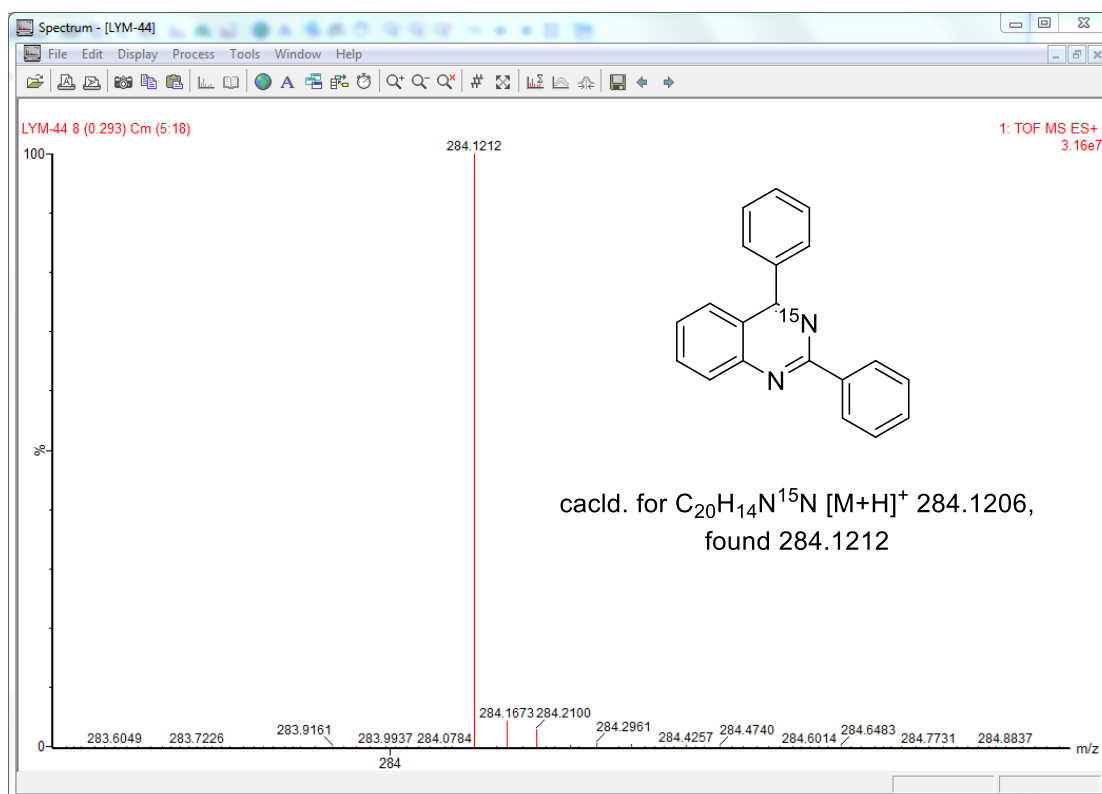 Spectrum - [LYM-44]
File Edit Display Process Tools Window Help
LYM-44 8 (0.293) Cm (5:18)
1: TOF MS ES+
3.16e7
100
284.1212
15N
N
cacld. for C20H14N15N [M+H]+ 284.1206,
found 284.1212
%
284.1673 284.2100
283.6049 283.7226 283.9161 283.9937 284.0784 284.2961 284.4257 284.4740 284.6014 284.6483 284.7731 284.8837
0
m/z
284